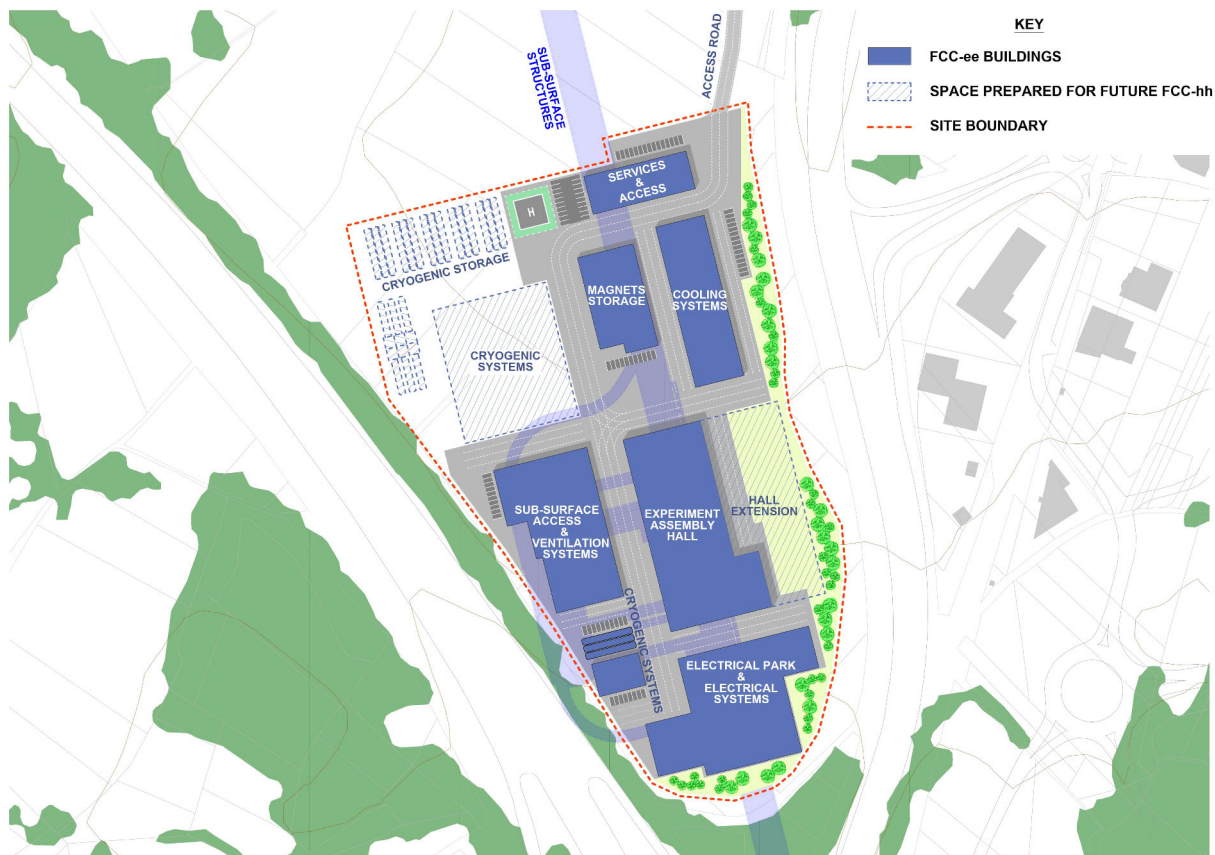 KEY
FCC-ee BUILDINGS
SPACE PREPARED FOR FUTURE FCC-hh
SITE BOUNDARY
SUB-SURFACE
STRUCTURES
ACCESS ROAD
SERVICES
&
ACCESS
H
CRYOGENIC STORAGE
MAGNETS
STORAGE
COOLING
SYSTEMS
CRYOGENIC
SYSTEMS
SUB-SURFACE
ACCESS
&
VENTILATION
SYSTEMS
EXPERIMENT
ASSEMBLY
HALL
HALL
EXTENSION
CRYOGENIC SYSTEMS
ELECTRICAL PARK
&
ELECTRICAL
SYSTEMS